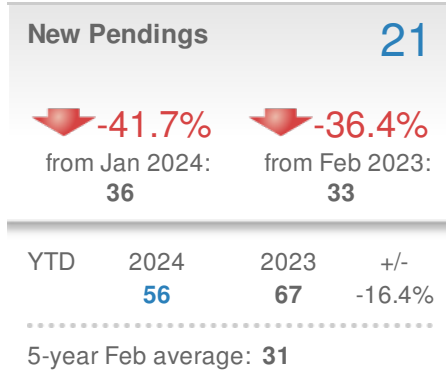 New Pendings 21
-41.7% -36.4%
from Jan 2024: from Feb 2023:
36 33
YTD 2024 2023 +/-
56 67 -16.4%
5-year Feb average: 31